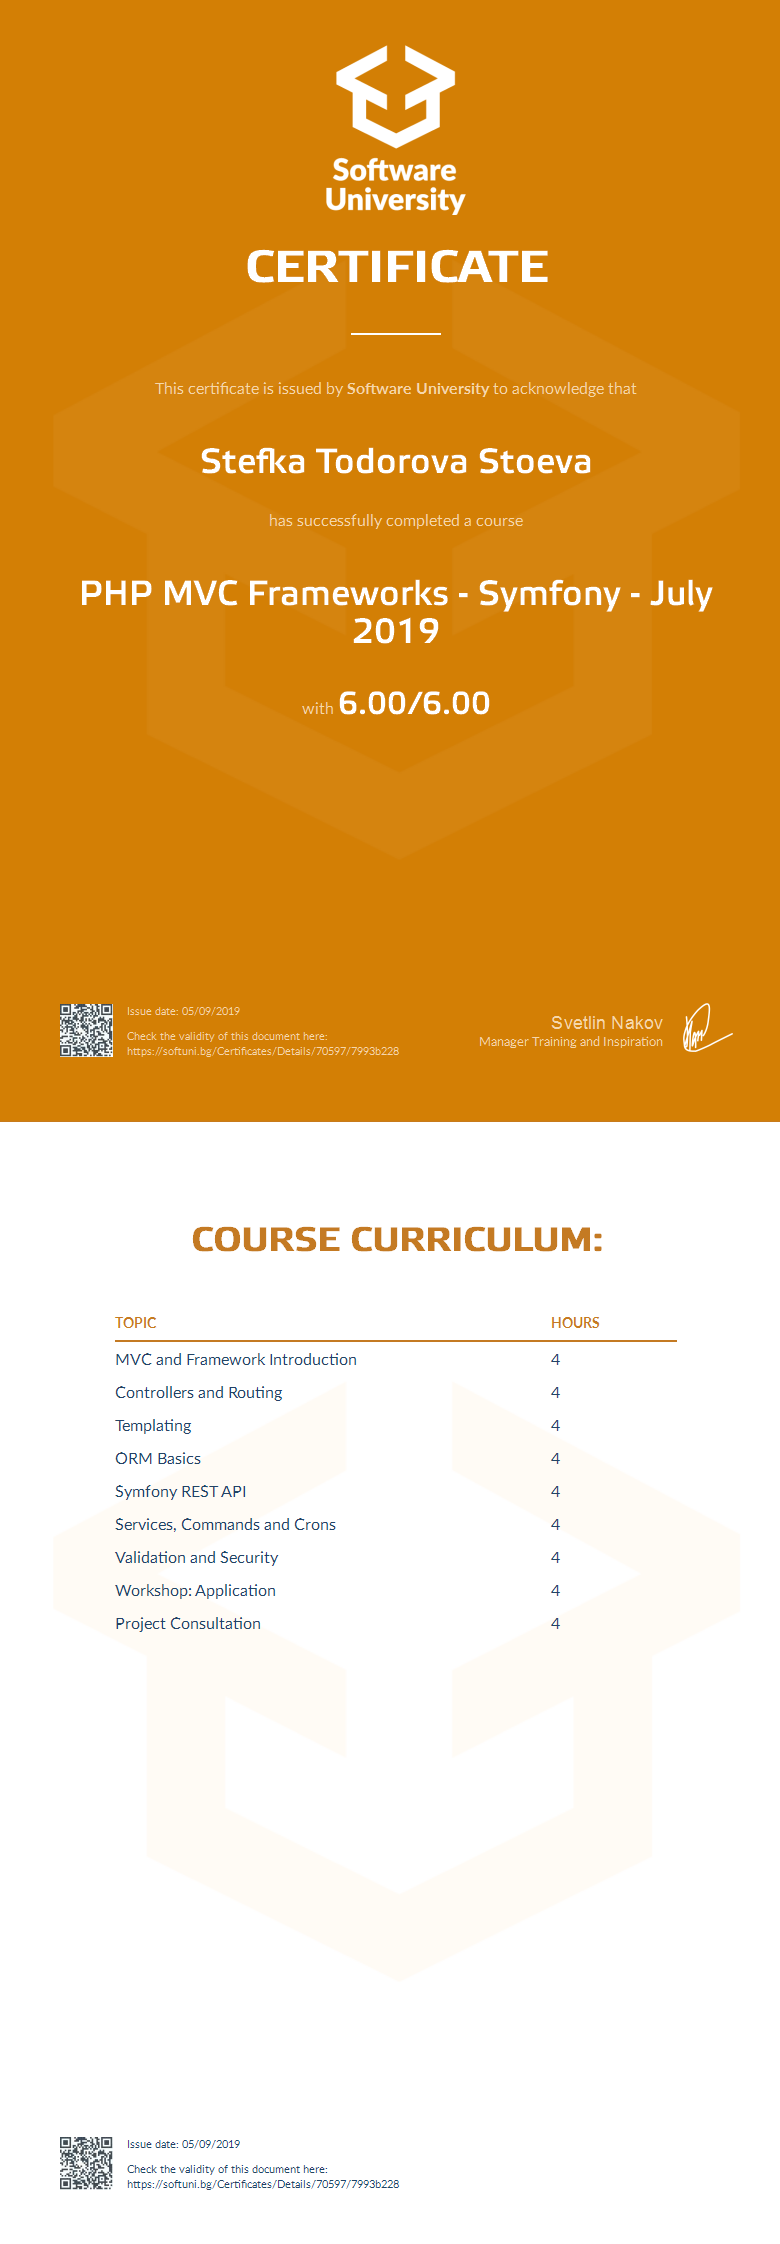 Software
University
CERTIFICATE
This certificate is issued by Software University to acknowledge that
Stefka Todorova Stoeva
has successfully completed a course
PHP MVC Frameworks - Symfony - July
2019
with 6.00/6.00
Issue date: 05/09/2019
Check the validity of this document here:
https://softuni.bg/Certificates/Details/70597/7993b228
Svetlin Nakov
Manager Training and Inspiration
COURSE CURRICULUM:
TOPIC HOURS
MVC and Framework Introduction 4
Controllers and Routing 4
Templating 4
ORM Basics 4
Symfony REST API 4
Services, Commands and Crons 4
Validation and Security 4
Workshop: Application 4
Project Consultation 4
Issue date: 05/09/2019
Check the validity of this document here:
https://softuni.bg/Certificates/Details/70597/7993b228